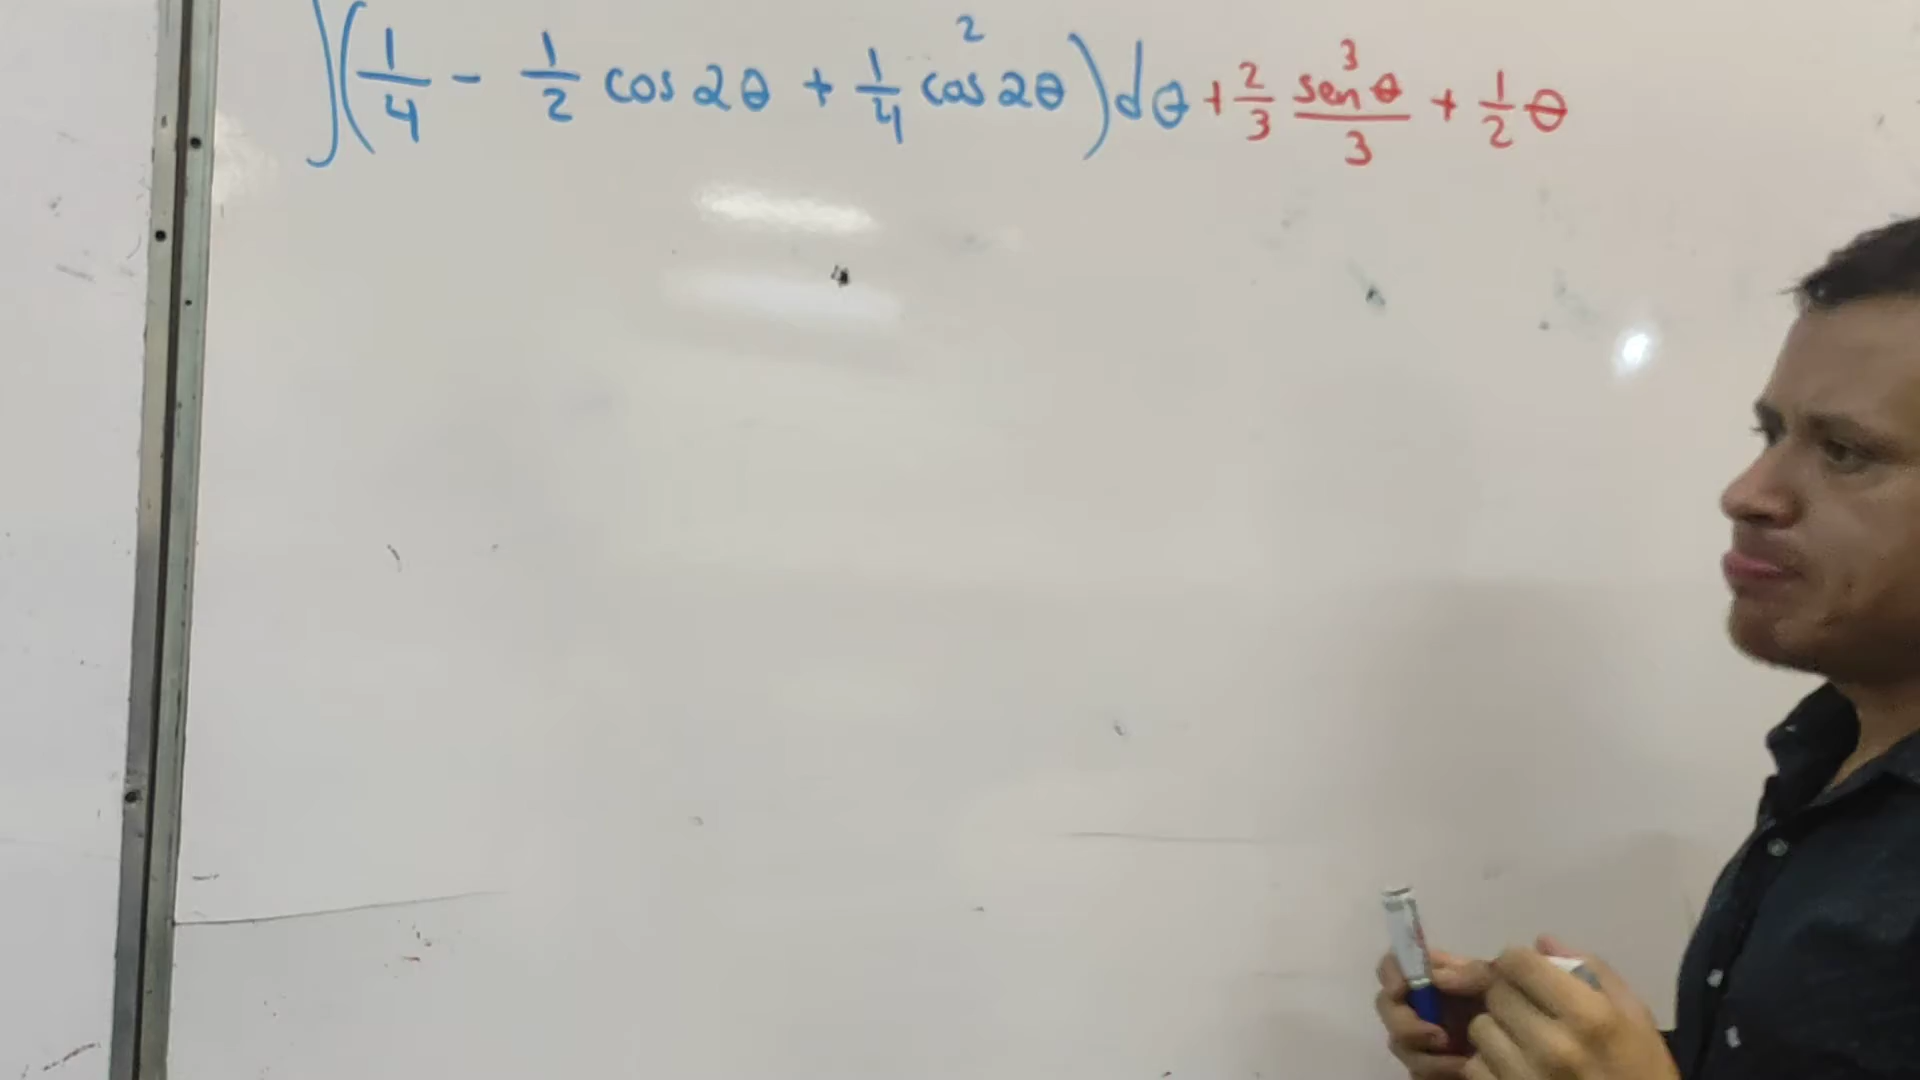 ∫(1/4 - 1/2 cos 2θ + 1/4 cos² 2θ) dθ + 2/3 sen³θ/3 + 1/2 θ